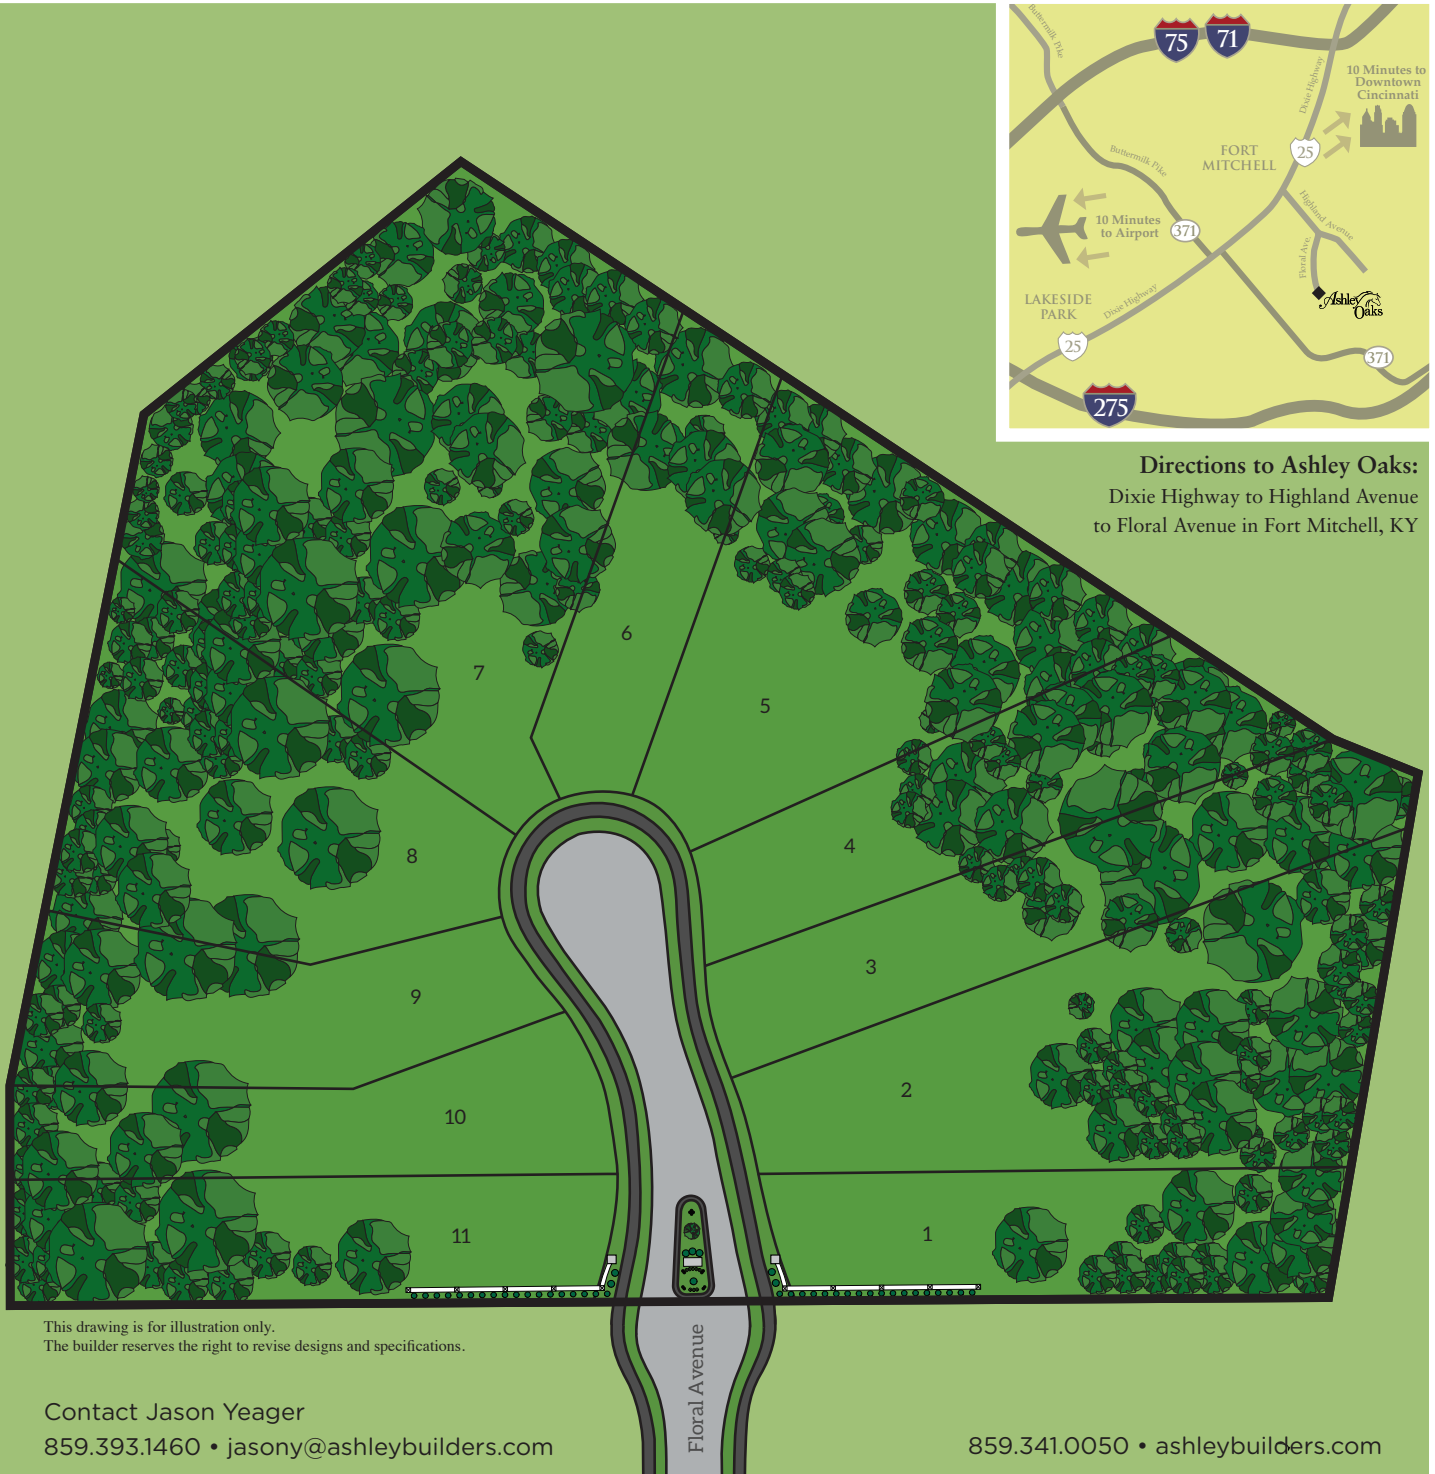 Buttermilk Pike
75
71
Dixie Highway
10 Minutes to
Downtown
Cincinnati
25
FORT
MITCHELL
Buttermilk Pike
Highland Avenue
10 Minutes
to Airport
371
Floral Ave.
Ashley
Oaks
LAKESIDE
PARK
Dixie Highway
25
371
275
Directions to Ashley Oaks:
Dixie Highway to Highland Avenue
to Floral Avenue in Fort Mitchell, KY
6
7
5
4
8
3
9
2
10
1
11
This drawing is for illustration only.
The builder reserves the right to revise designs and specifications.
Floral Avenue
Contact Jason Yeager
859.393.1460 • jasony@ashleybuilders.com
859.341.0050 • ashleybuilders.com